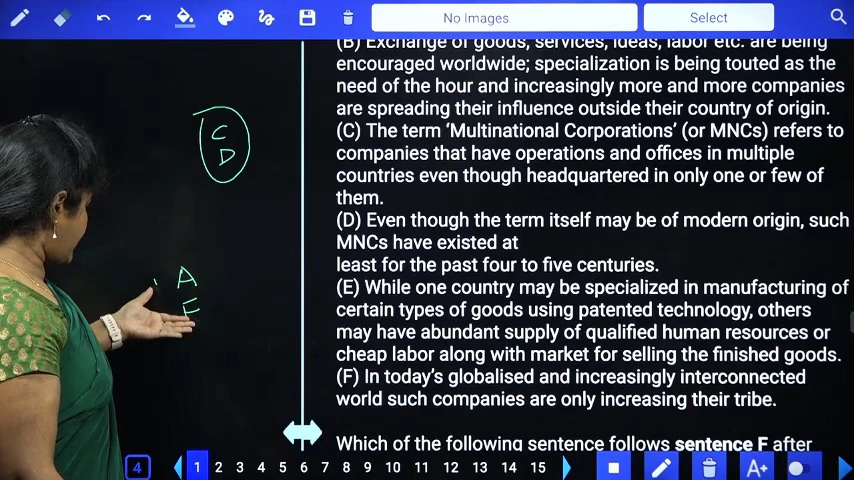 No Images
Select
(B) Exchange of goods, services, ideas, labor etc. are being
encouraged worldwide; specialization is being touted as the
need of the hour and increasingly more and more companies
are spreading their influence outside their country of origin.
(C) The term ‘Multinational Corporations’ (or MNCs) refers to
companies that have operations and offices in multiple
countries even though headquartered in only one or few of
them.
(D) Even though the term itself may be of modern origin, such
MNCs have existed at
least for the past four to five centuries.
(E) While one country may be specialized in manufacturing of
certain types of goods using patented technology, others
may have abundant supply of qualified human resources or
cheap labor along with market for selling the finished goods.
(F) In today’s globalised and increasingly interconnected
world such companies are only increasing their tribe.
Which of the following sentence follows sentence F after
C
D
A
F
4
1 2 3 4 5 6 7 8 9 10 11 12 13 14 15
A+